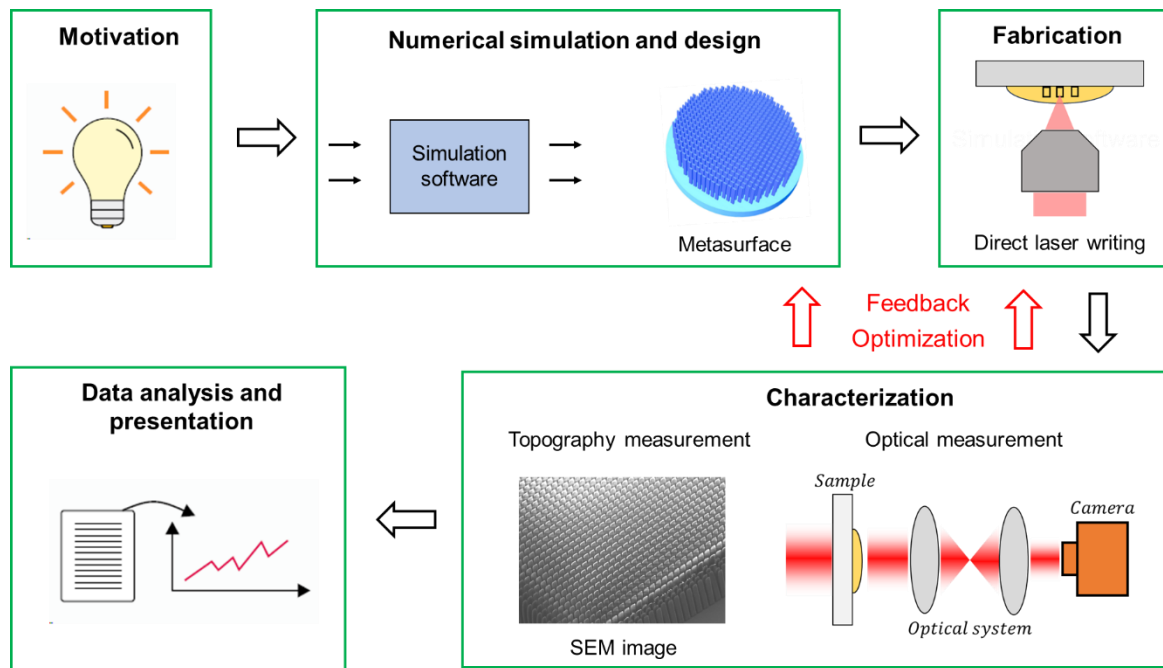 Motivation
Numerical simulation and design
Simulation
software
Metasurface
Fabrication
Direct laser writing
Feedback
Optimization
Data analysis and
presentation
Characterization
Topography measurement
SEM image
Optical measurement
Sample
Camera
Optical system